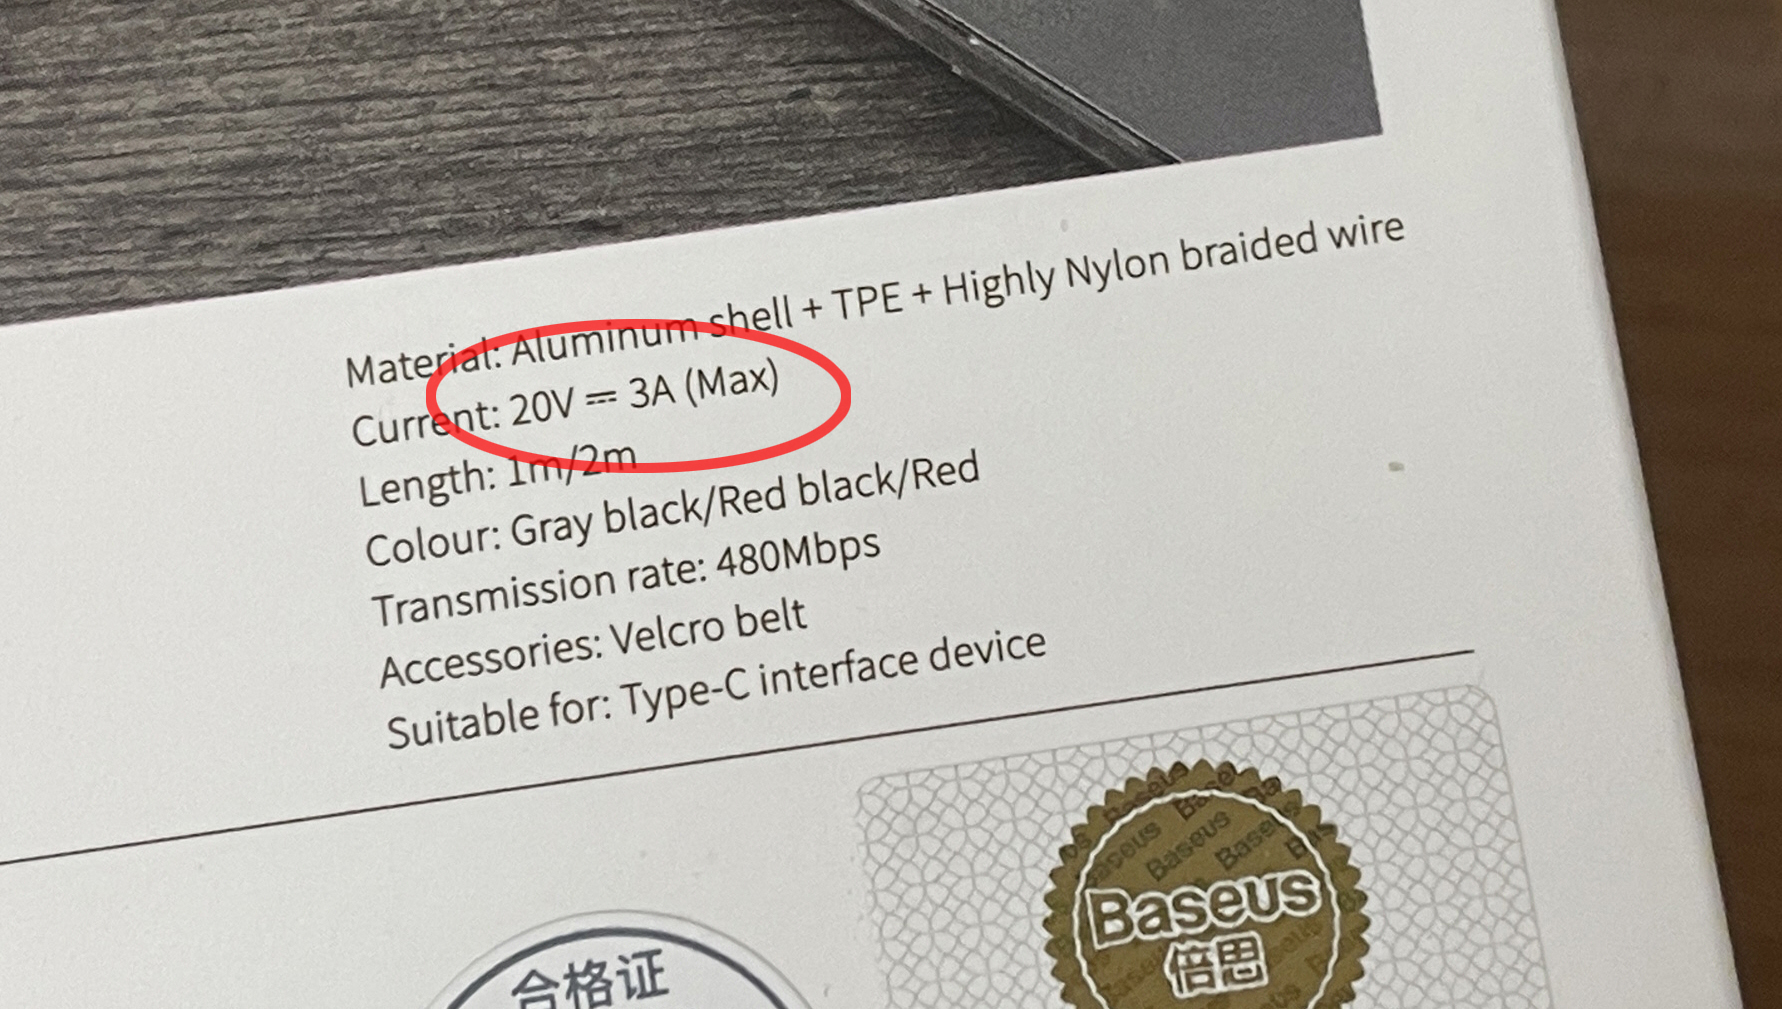 Material: Aluminum shell + TPE + Highly Nylon braided wire
Current: 20V ⎓ 3A (Max)
Length: 1m/2m
Colour: Gray black/Red black/Red
Transmission rate: 480Mbps
Accessories: Velcro belt
Suitable for: Type-C interface device
Baseus
倍思
合格证